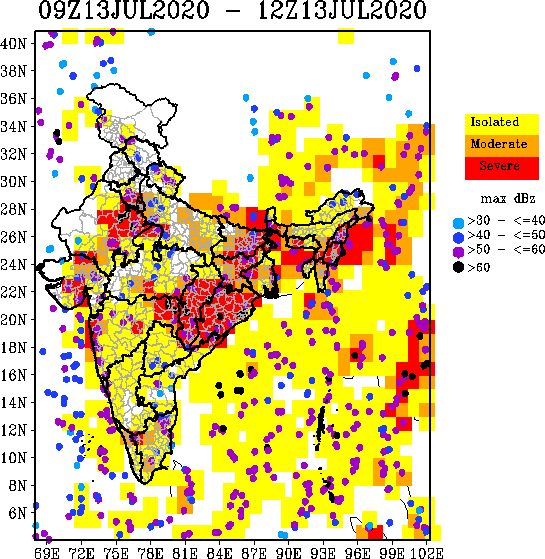 09Z13JUL2020 - 12Z13JUL2020
40N
38N
36N
34N
32N
30N
28N
26N
24N
22N
20N
18N
16N
14N
12N
10N
8N
6N
69E 72E 75E 78E 81E 84E 87E 90E 93E 96E 99E 102E
Isolated
Moderate
Severe
max dBz
>30 - <=40
>40 - <=50
>50 - <=60
>60